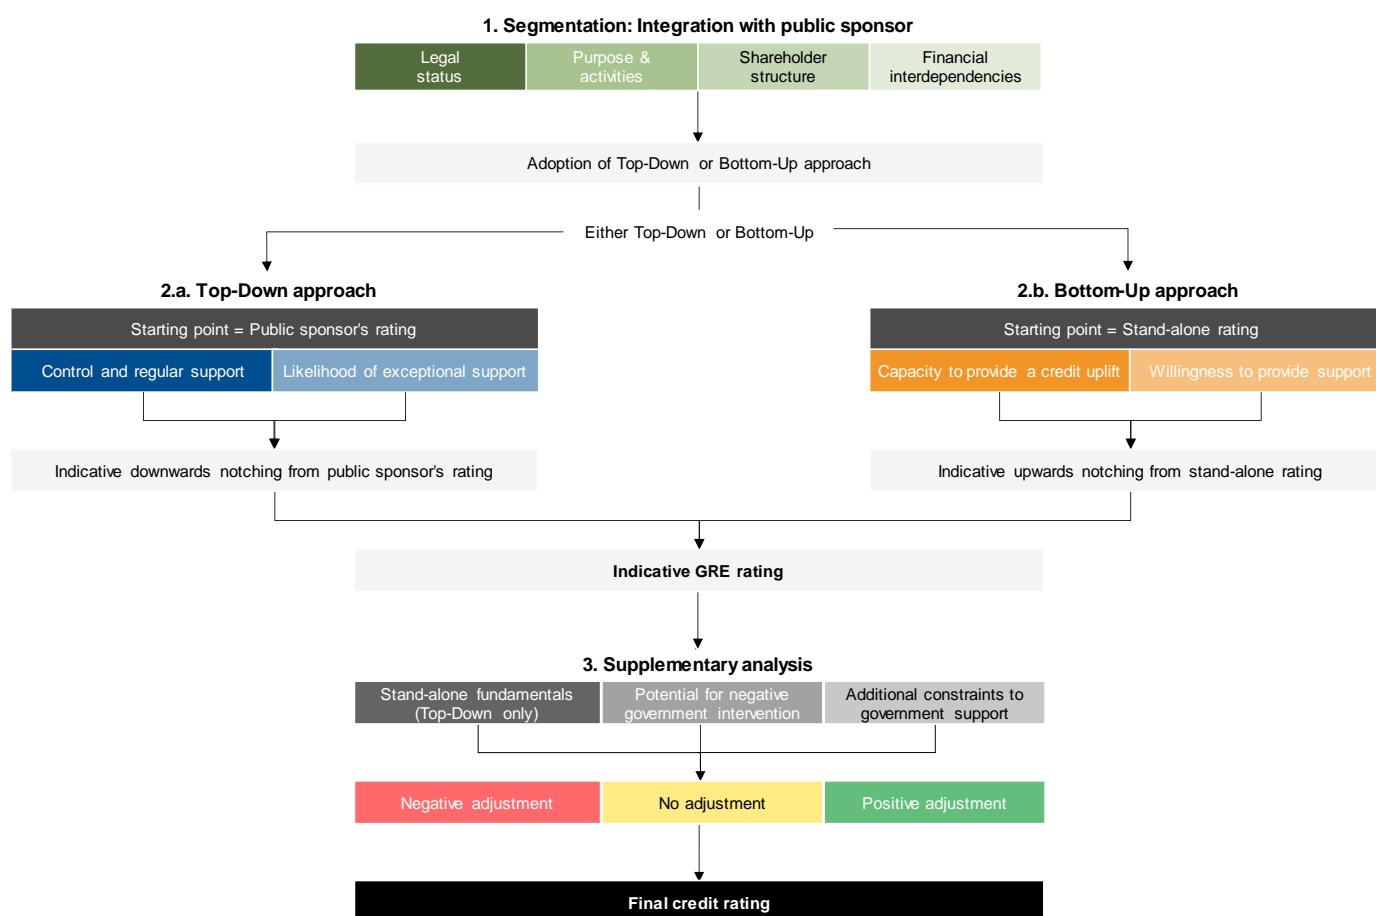 1. Segmentation: Integration with public sponsor
Legal
status
Purpose &
activities
Shareholder
structure
Financial
interdependencies
Adoption of Top-Down or Bottom-Up approach
Either Top-Down or Bottom-Up
2.a. Top-Down approach
Starting point = Public sponsor's rating
Control and regular support
Likelihood of exceptional support
Indicative downwards notching from public sponsor's rating
2.b. Bottom-Up approach
Starting point = Stand-alone rating
Capacity to provide a credit uplift
Willingness to provide support
Indicative upwards notching from stand-alone rating
Indicative GRE rating
3. Supplementary analysis
Stand-alone fundamentals
(Top-Down only)
Potential for negative
government intervention
Additional constraints to
government support
Negative adjustment
No adjustment
Positive adjustment
Final credit rating